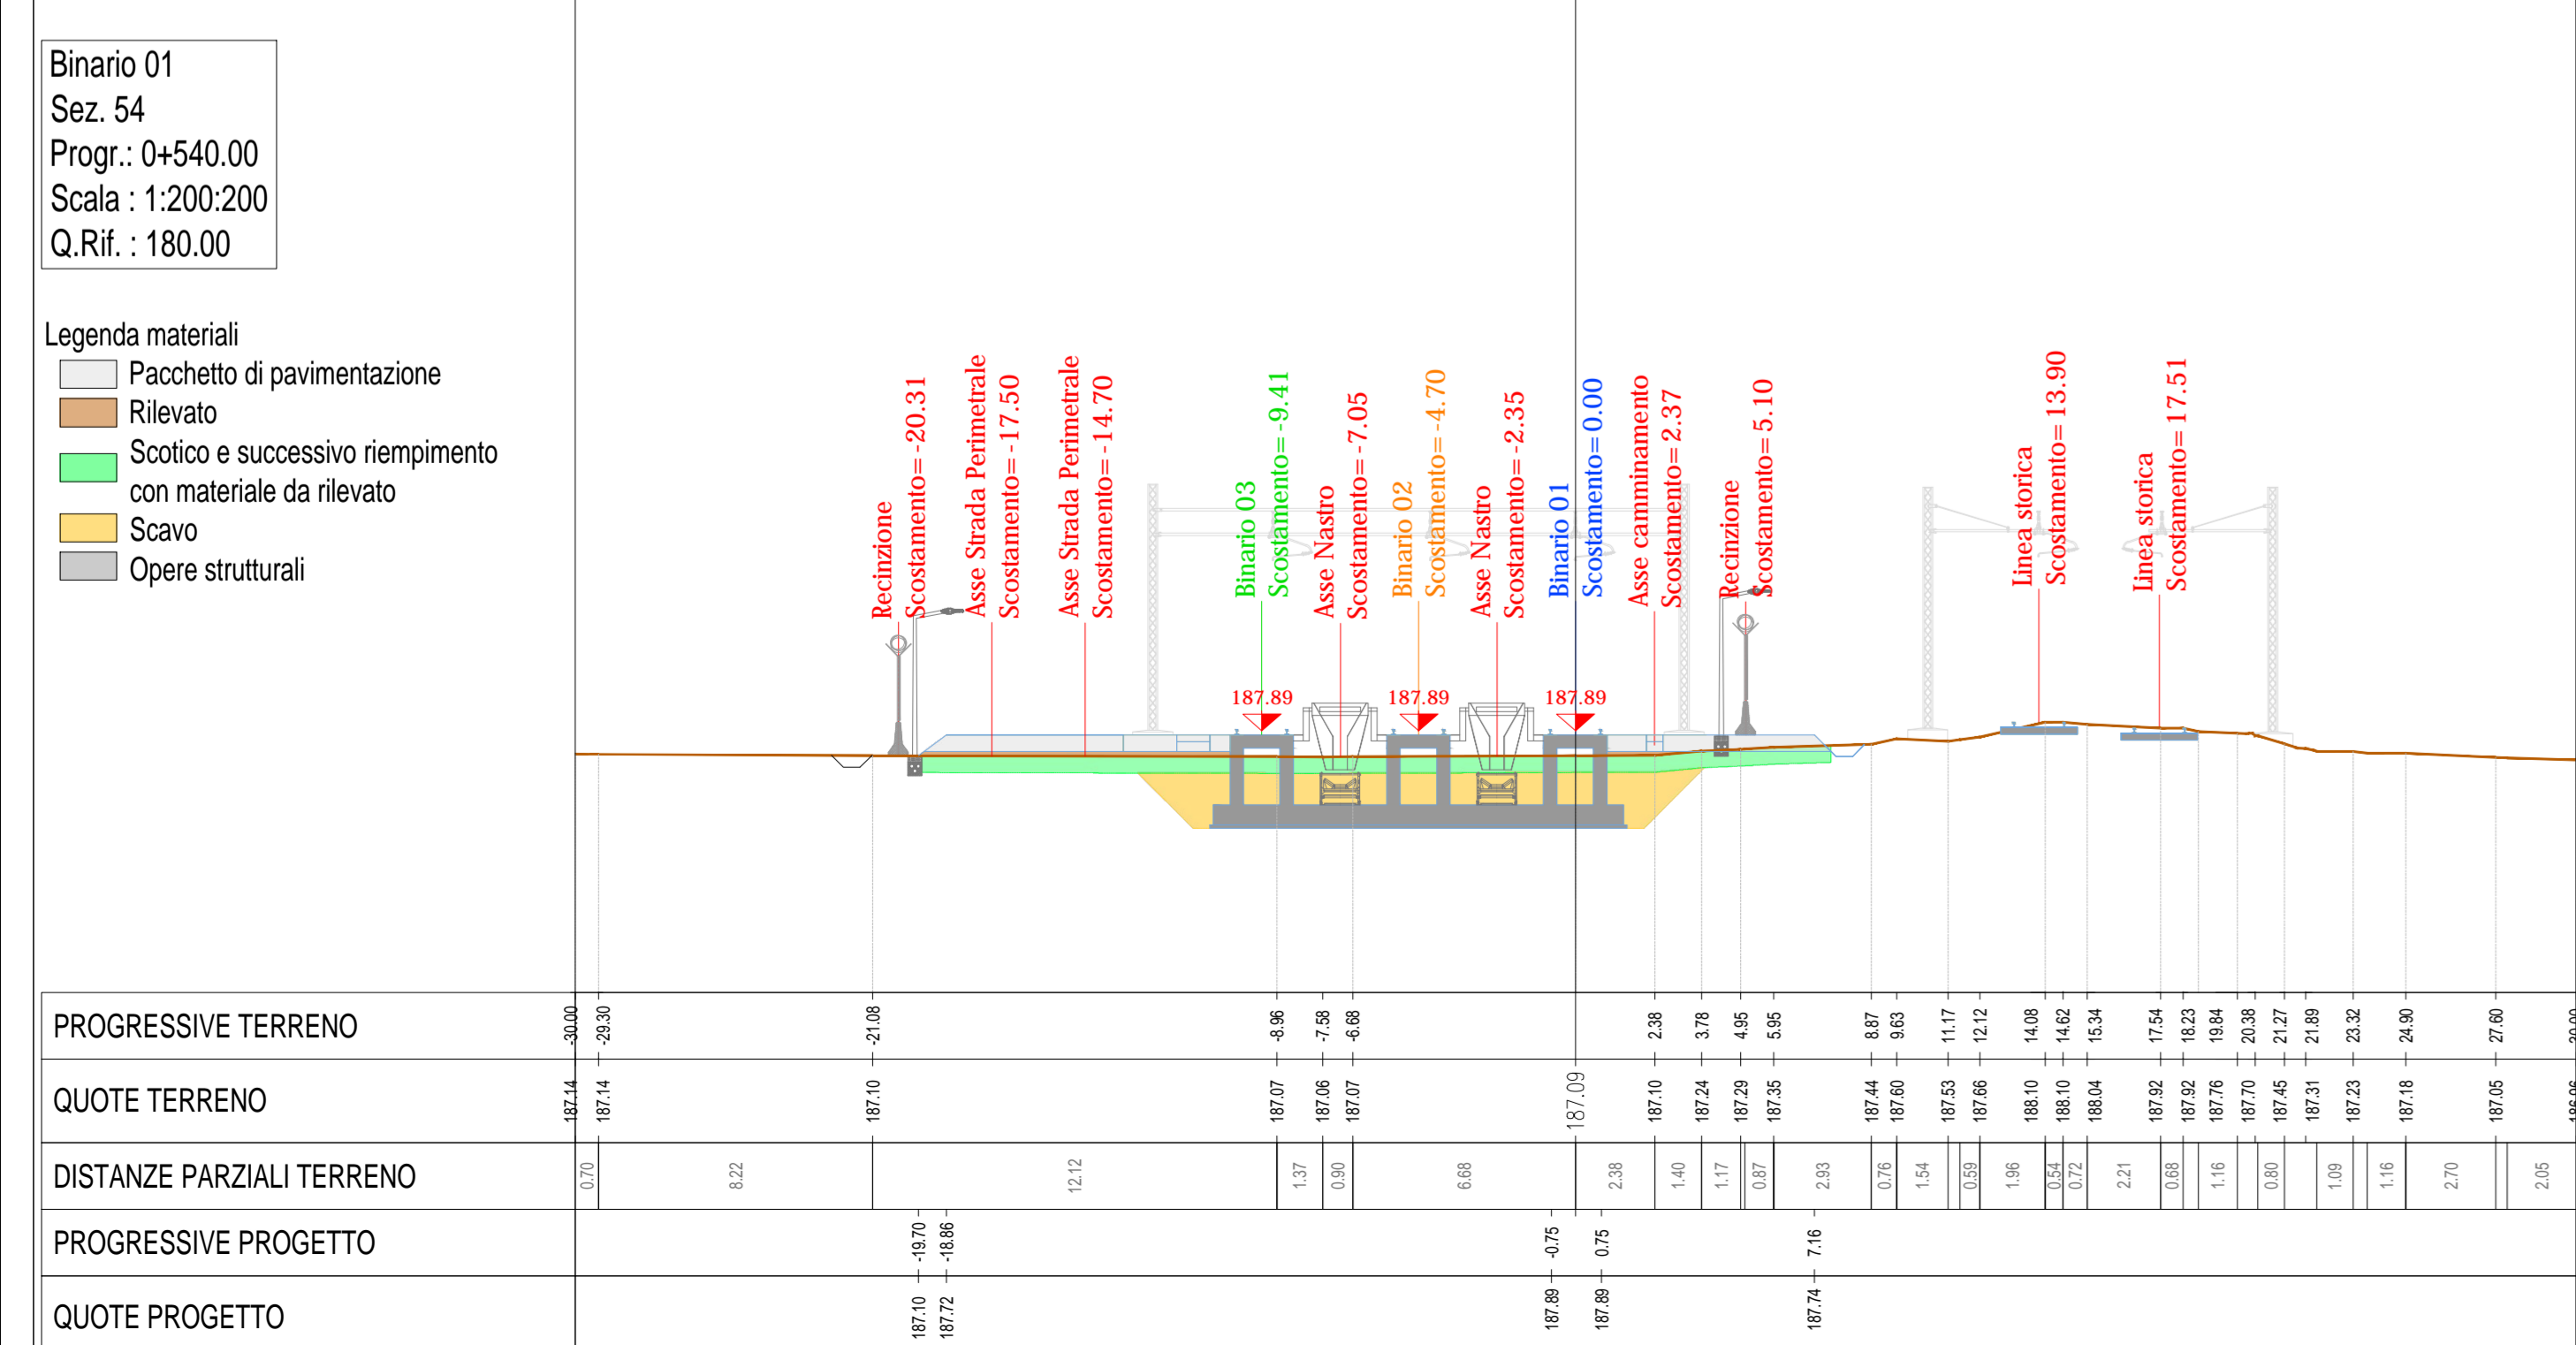 Binario 01
Sez. 54
Progr.: 0+540.00
Scala : 1:200:200
Q.Rif. : 180.00
Legenda materiali
Pacchetto di pavimentazione
Rilevato
Scotico e successivo riempimento
con materiale da rilevato
Scavo
Opere strutturali
Recinzione
Scostamento=-20.31
Asse Strada Perimetrale
Scostamento=-17.50
Asse Strada Perimetrale
Scostamento=-14.70
Binario 03
Scostamento=-9.41
Asse Nastro
Scostamento=-7.05
Binario 02
Scostamento=-4.70
Asse Nastro
Scostamento=-2.35
Binario 01
Scostamento=0.00
Asse camminamento
Scostamento=2.37
Recinzione
Scostamento=5.10
Linea storica
Scostamento=13.90
Linea storica
Scostamento=17.51
187.89 187.89 187.89
PROGRESSIVE TERRENO -30.00 -29.30 -21.08 -8.96 -7.58 -6.68 2.38 3.78 4.95 5.95 8.87 9.63 11.17 12.12 14.08 14.62 15.34 17.54 18.23 19.84 20.38 21.27 21.89 23.32 24.90 27.60
QUOTE TERRENO 187.14 187.14 187.10 187.07 187.06 187.07 187.09 187.10 187.24 187.29 187.35 187.44 187.60 187.53 187.66 188.10 188.10 188.04 187.92 187.92 187.76 187.70 187.45 187.31 187.23 187.18 187.05
DISTANZE PARZIALI TERRENO 0.70 8.22 12.12 1.37 0.90 6.68 2.38 1.40 1.17 0.87 2.93 0.76 1.54 0.59 1.96 0.54 0.72 2.21 0.68 1.16 0.80 1.09 1.16 2.70 2.05
PROGRESSIVE PROGETTO -19.70 -18.86 -0.75 0.75 7.16
QUOTE PROGETTO 187.10 187.72 187.89 187.89 187.74